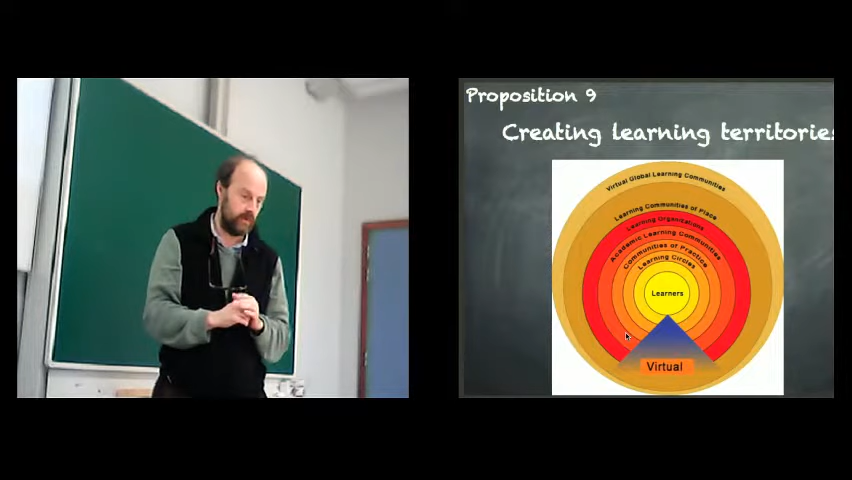 Proposition 9
Creating learning territories
Virtual Global Learning Communities
Learning Communities of Place
Learning Organizations
Academic Learning Communities
Communities of Practice
Learning Circles
Learners
Virtual